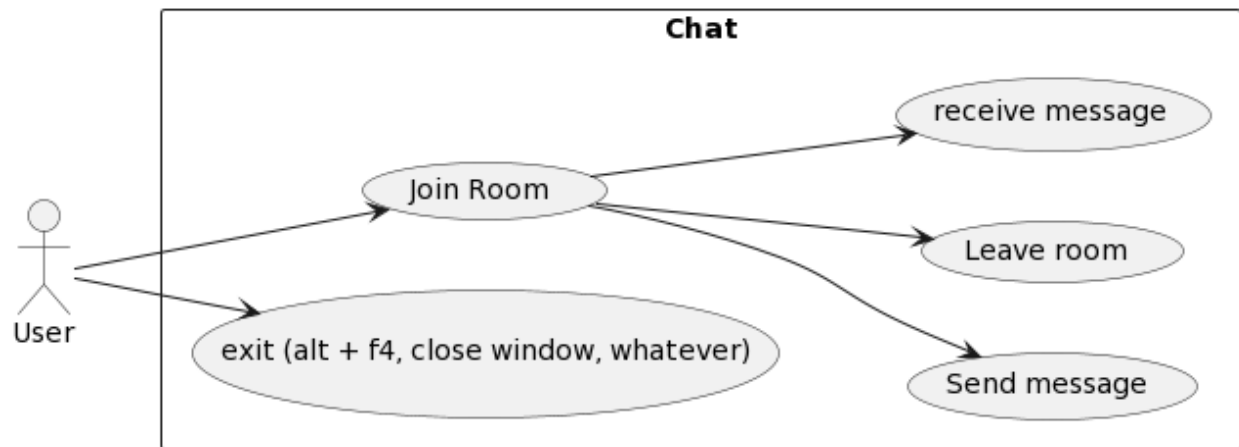 Chat
receive message
Join Room
Leave room
User
exit (alt + f4, close window, whatever)
Send message